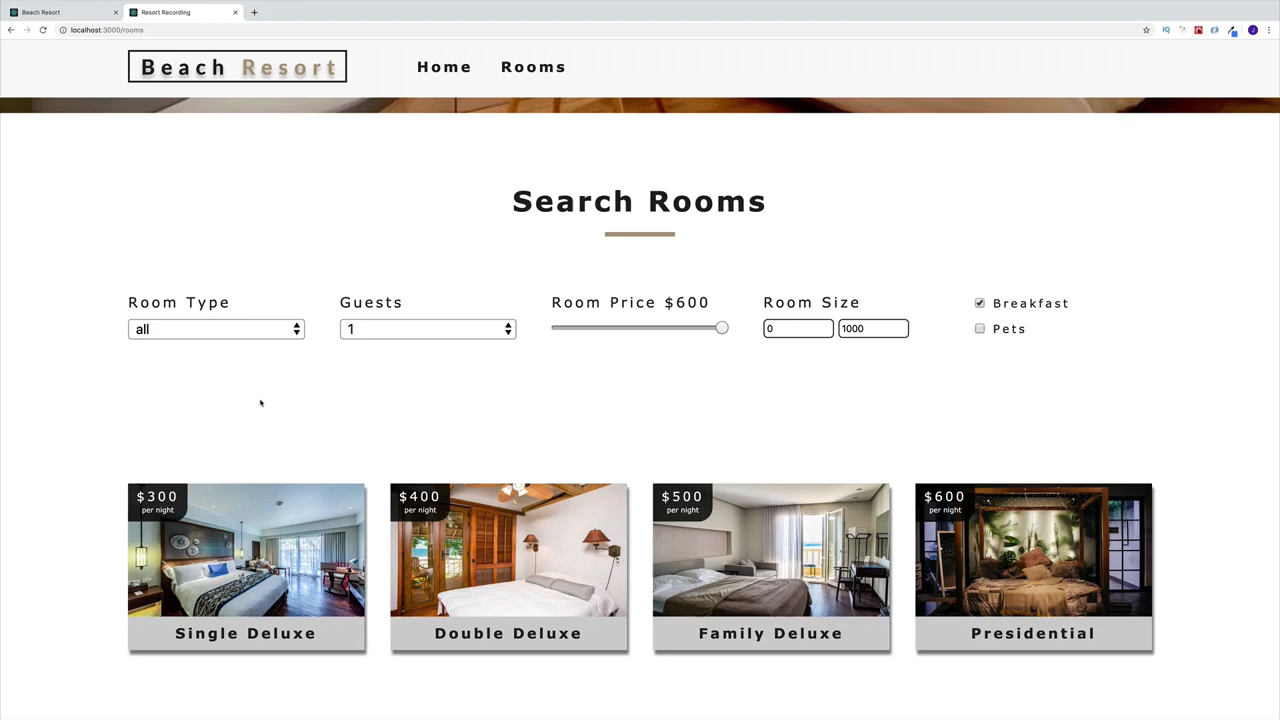 Beach Resort
Resort Recording
localhost:3000/rooms
IQ
J
Beach Resort
Home
Rooms
Search Rooms
Room Type
Guests
Room Price $600
Room Size
Breakfast
all
1
0
1000
Pets
$300
per night
$400
per night
$500
per night
$600
per night
Single Deluxe
Double Deluxe
Family Deluxe
Presidential